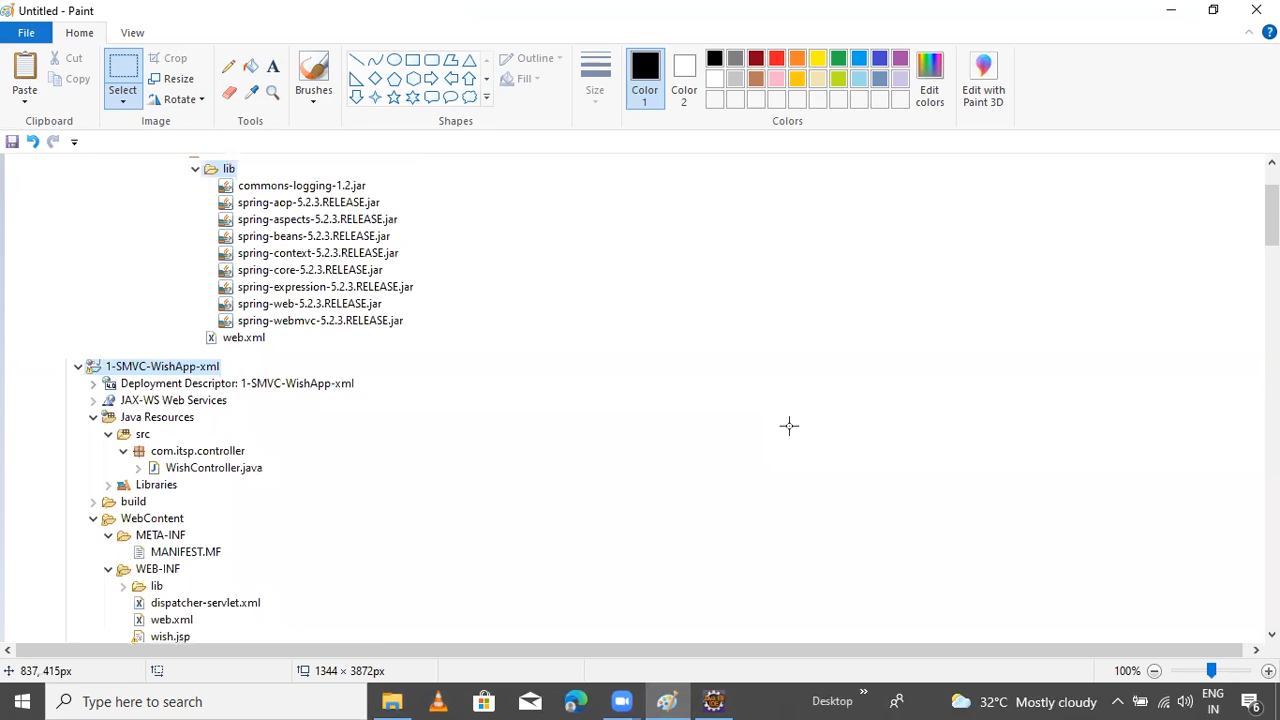 Untitled - Paint
File
Home
View
Paste
Cut
Copy
Clipboard
Select
Crop
Resize
Rotate
Image
A
Tools
Brushes
Outline
Fill
Shapes
Size
Color 1
Color 2
Edit colors
Colors
Edit with Paint 3D
lib
commons-logging-1.2.jar
spring-aop-5.2.3.RELEASE.jar
spring-aspects-5.2.3.RELEASE.jar
spring-beans-5.2.3.RELEASE.jar
spring-context-5.2.3.RELEASE.jar
spring-core-5.2.3.RELEASE.jar
spring-expression-5.2.3.RELEASE.jar
spring-web-5.2.3.RELEASE.jar
spring-webmvc-5.2.3.RELEASE.jar
web.xml
1-SMVC-WishApp-xml
Deployment Descriptor: 1-SMVC-WishApp-xml
JAX-WS Web Services
Java Resources
src
com.itsp.controller
WishController.java
Libraries
build
WebContent
META-INF
MANIFEST.MF
WEB-INF
lib
dispatcher-servlet.xml
web.xml
wish.jsp
837, 415px
1344 × 3872px
100%
Type here to search
Desktop
32°C Mostly cloudy
ENG
IN
6